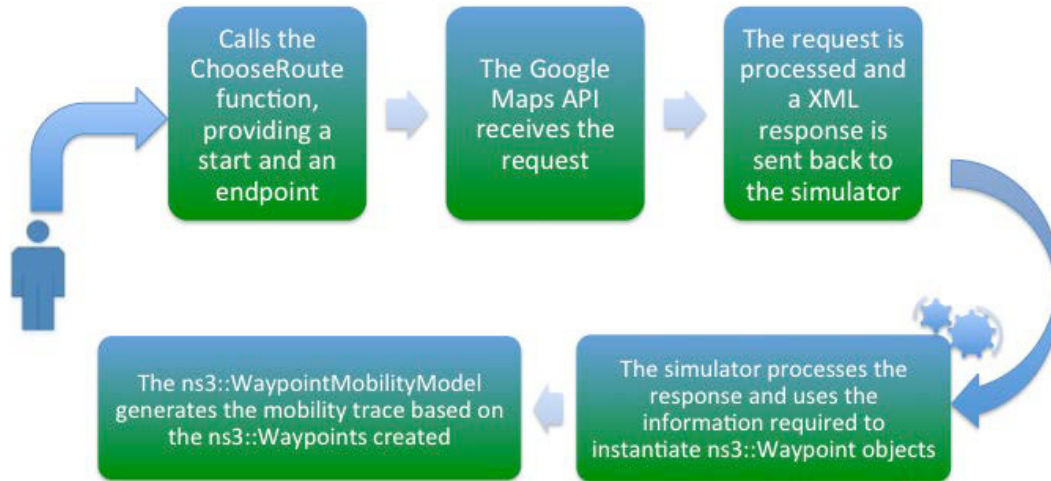 Calls the
ChooseRoute
function,
providing a
start and an
endpoint
The Google
Maps API
receives the
request
The request is
processed and
a XML
response is
sent back to
the simulator
The simulator processes the
response and uses the
information required to
instantiate ns3::Waypoint objects
The ns3::WaypointMobilityModel
generates the mobility trace based on
the ns3::Waypoints created